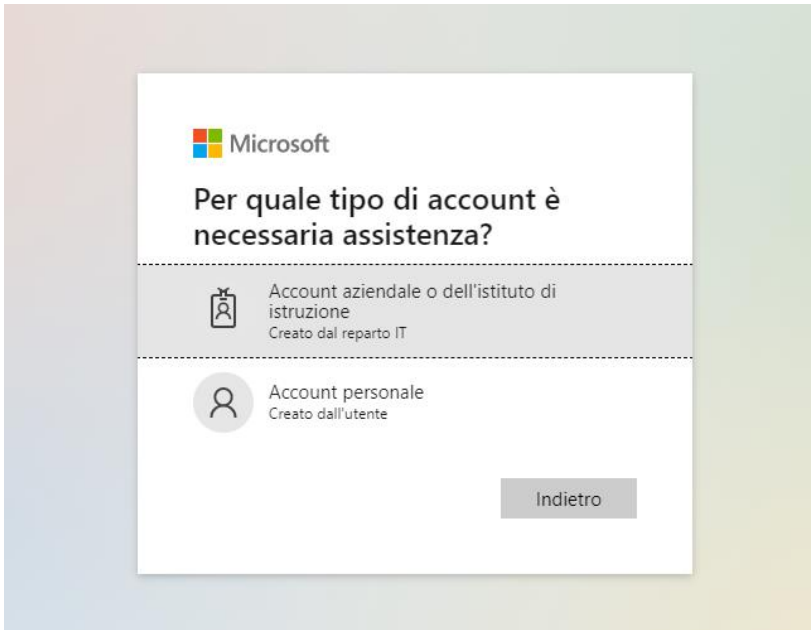 Microsoft
Per quale tipo di account è
necessaria assistenza?
Account aziendale o dell'istituto di
istruzione
Creato dal reparto IT
Account personale
Creato dall'utente
Indietro